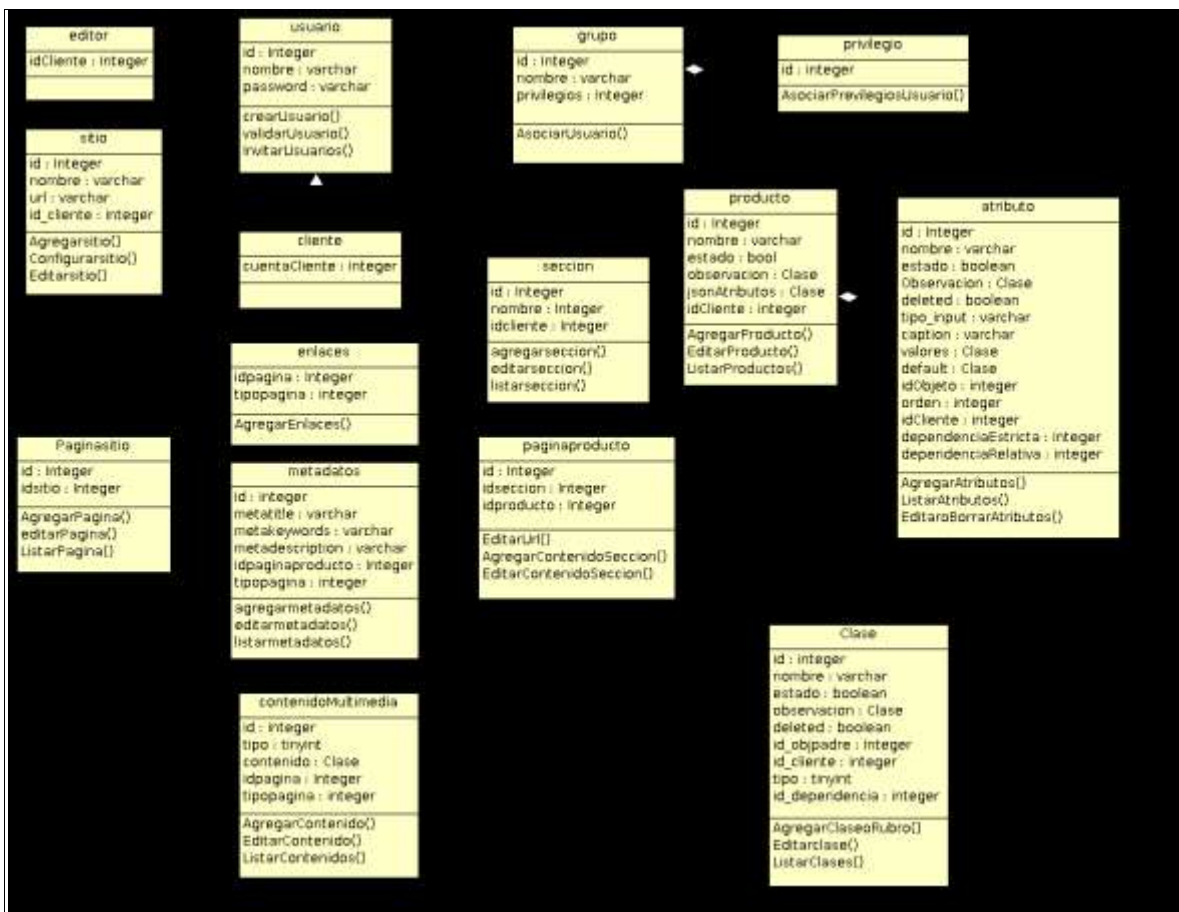 editor
idCliente : Integer
usuario
id : Integer
nombre : varchar
password : varchar
crearUsuario()
validarUsuario()
invitarUsuarios()
grupo
id : Integer
nombre : varchar
privilegios : Integer
AsociarUsuario()
privilegio
id : integer
AsociarPrevilegiosUsuario()
sitio
id : Integer
nombre : varchar
url : varchar
id_cliente : integer
Agregarsitio()
Configurarsitio()
Editarsitio()
cliente
cuentaCliente : integer
seccion
id : Integer
nombre : Integer
idcliente : Integer
agregarseccion()
editarseccion()
listarseccion()
producto
id : Integer
nombre : varchar
estado : bool
observacion : Clase
jsonAtributos : Clase
idCliente : integer
AgregarProducto()
EditarProducto()
ListarProductos()
atributo
id : Integer
nombre : varchar
estado : boolean
Observacion : Clase
deleted : boolean
tipo_input : varchar
caption : varchar
valores : Clase
default : Clase
idObjeto : integer
orden : integer
idCliente : integer
dependenciaEstricta : integer
dependenciaRelativa : integer
AgregarAtributos()
ListarAtributos()
EditaroBorrarAtributos()
enlaces
idpagina : Integer
tipopagina : integer
AgregarEnlaces()
Paginasitio
id : Integer
idsitio : Integer
AgregarPagina()
editarPagina()
ListarPagina()
metadatos
id : integer
metatitle : varchar
metakeywords : varchar
metadescription : varchar
idpaginaproducto : Integer
tipopagina : integer
agregarmetadatos()
editarmetadatos()
listarmetadatos()
paginaproducto
id : Integer
idseccion : Integer
idproducto : Integer
EditarUrl()
AgregarContenidoSeccion()
EditarContenidoSeccion()
contenidoMultimedia
id : integer
tipo : tinyint
contenido : Clase
idpagina : Integer
tipopagina : integer
AgregarContenido()
EditarContenido()
ListarContenidos()
Clase
id : integer
nombre : varchar
estado : boolean
observacion : Clase
deleted : boolean
id_objpadre : Integer
id_cliente : integer
tipo : tinyint
id_dependencia : integer
AgregarClaseoRubro()
Editarclase()
ListarClases()